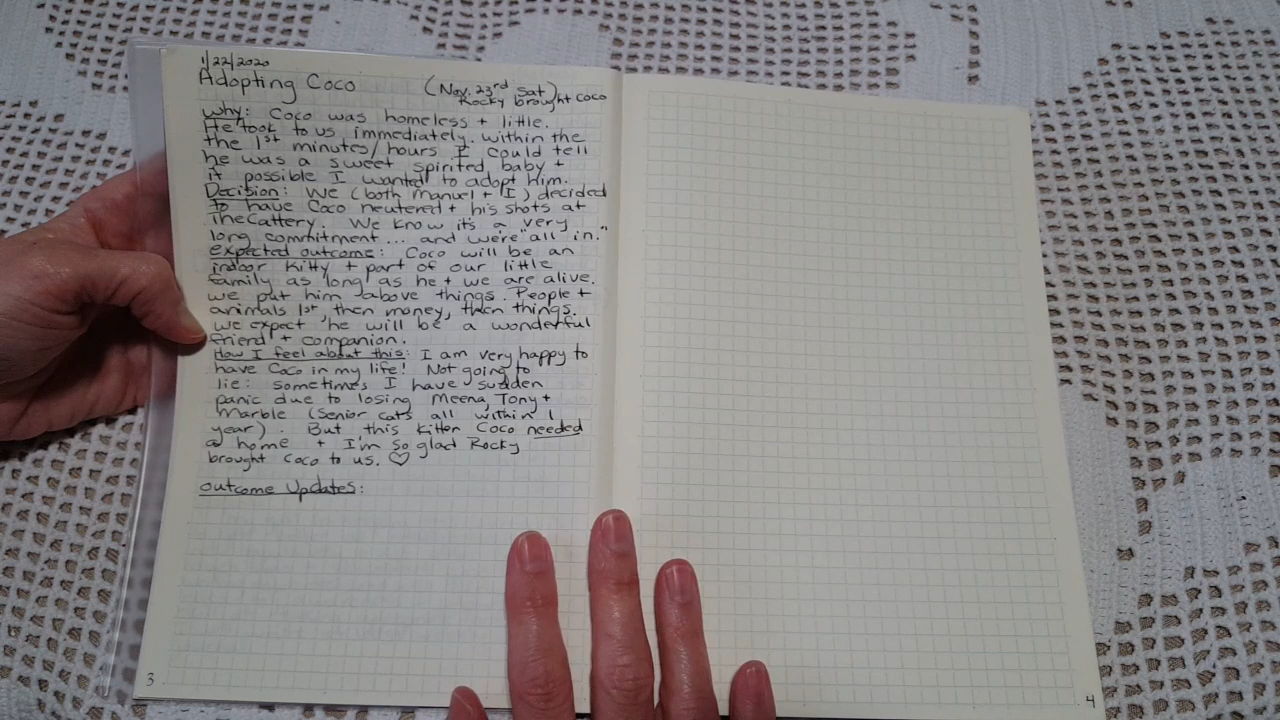 1/22/2020
Adopting Coco (Nov. 23rd Sat)
Rocky brought Coco
Why: Coco was homeless + little.
He took to us immediately. within the
the 1st minutes/hours I could tell
he was a sweet spirited baby +
if possible I wanted to adopt him.
Decision: We (both Manuel + I) decided
to have Coco neutered + his shots at
TheCattery. We know it's a very
long commitment... and we're "all in."
expected outcome: Coco will be an
indoor Kitty + part of our little
family as long as he + we are alive.
we put him above things. People +
animals 1st, then money, then things.
we expect he will be a wonderful
friend + companion.
How I feel about this: I am very happy to
have Coco in my life! Not going to
lie: sometimes I have sudden
panic due to losing Meena, Tony +
Marble (Senior cats all within 1
year). But this kitten Coco needed
a home + I'm so glad Rocky
brought Coco to us. ♡
Outcome Updates:
3
4